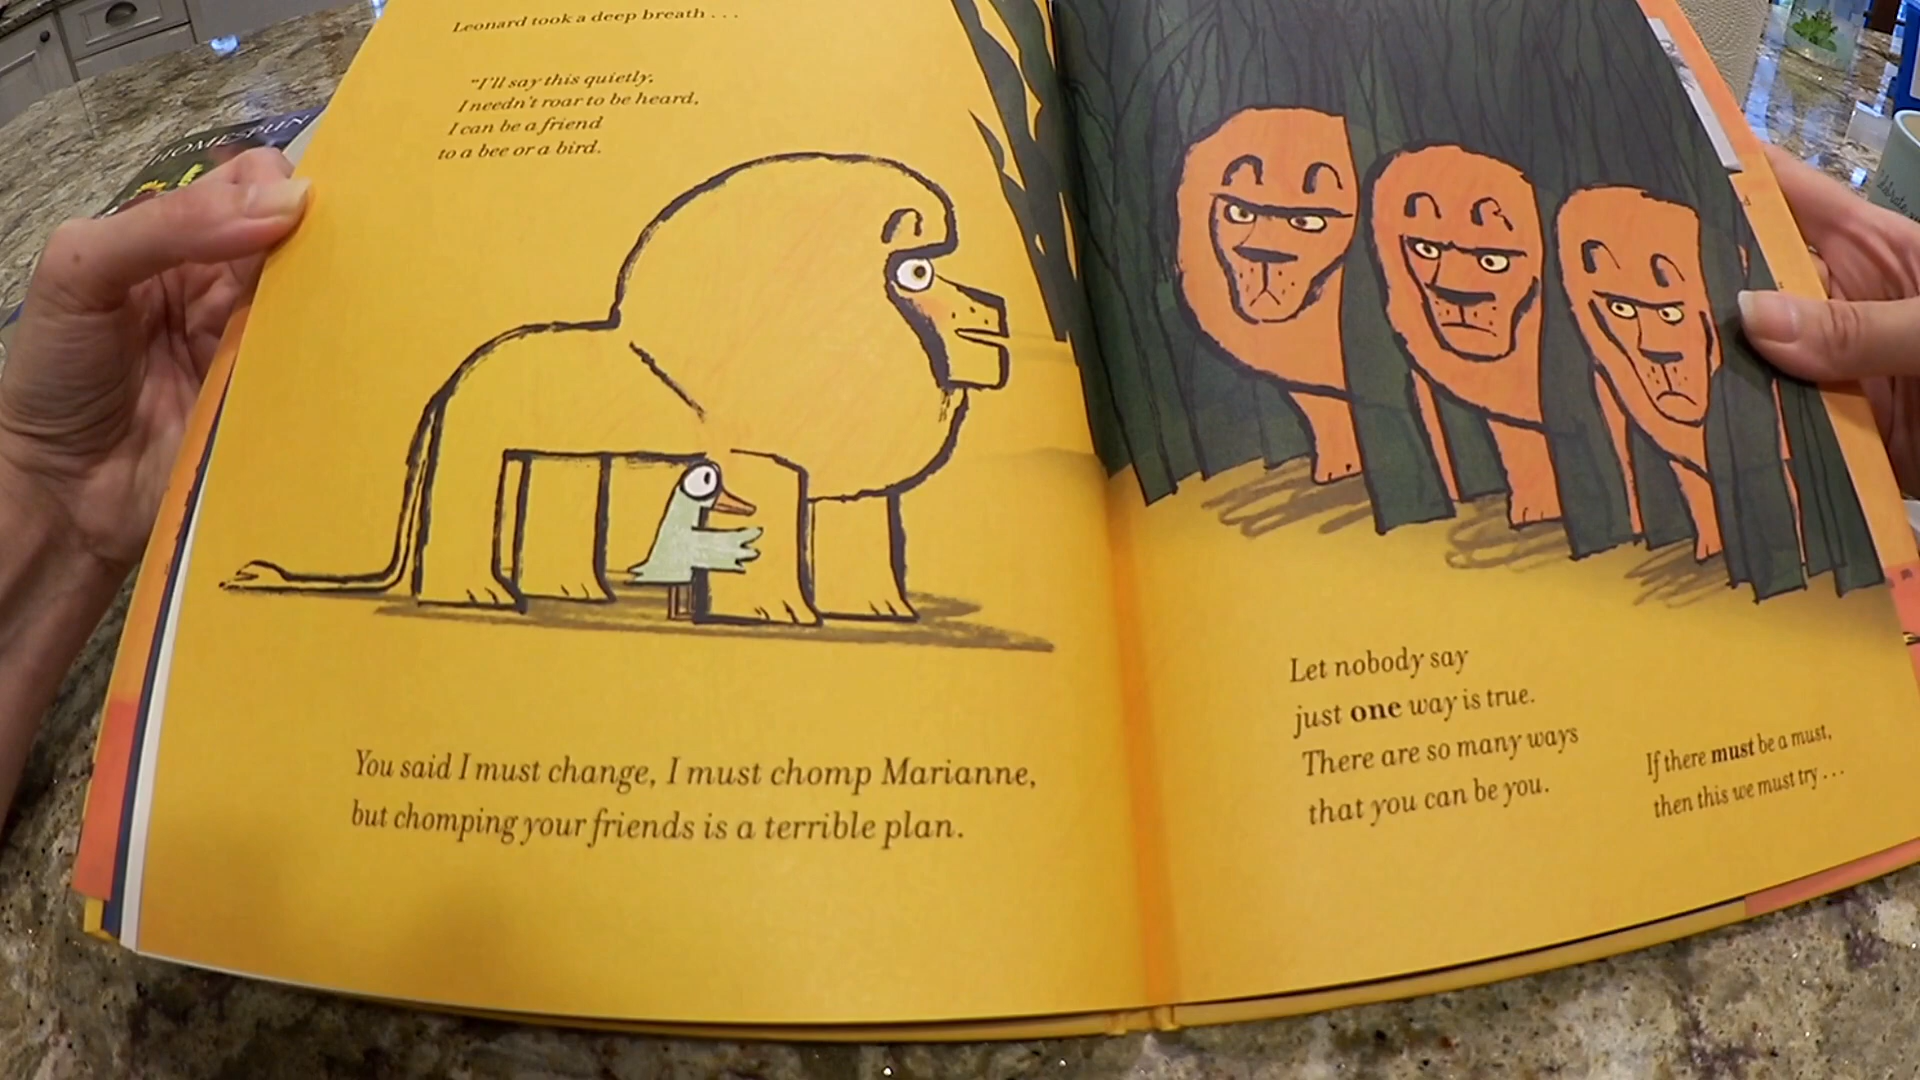 Leonard took a deep breath . . .
"I'll say this quietly,
I needn't roar to be heard,
I can be a friend
to a bee or a bird.
You said I must change, I must chomp Marianne,
but chomping your friends is a terrible plan.
Let nobody say
just one way is true.
There are so many ways
that you can be you.
If there must be a must,
then this we must try . . .
HOMESPUN